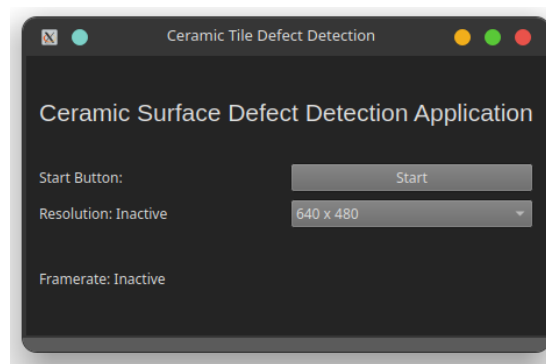 Ceramic Tile Defect Detection
Ceramic Surface Defect Detection Application
Start Button: Start
Resolution: Inactive 640 x 480
Framerate: Inactive